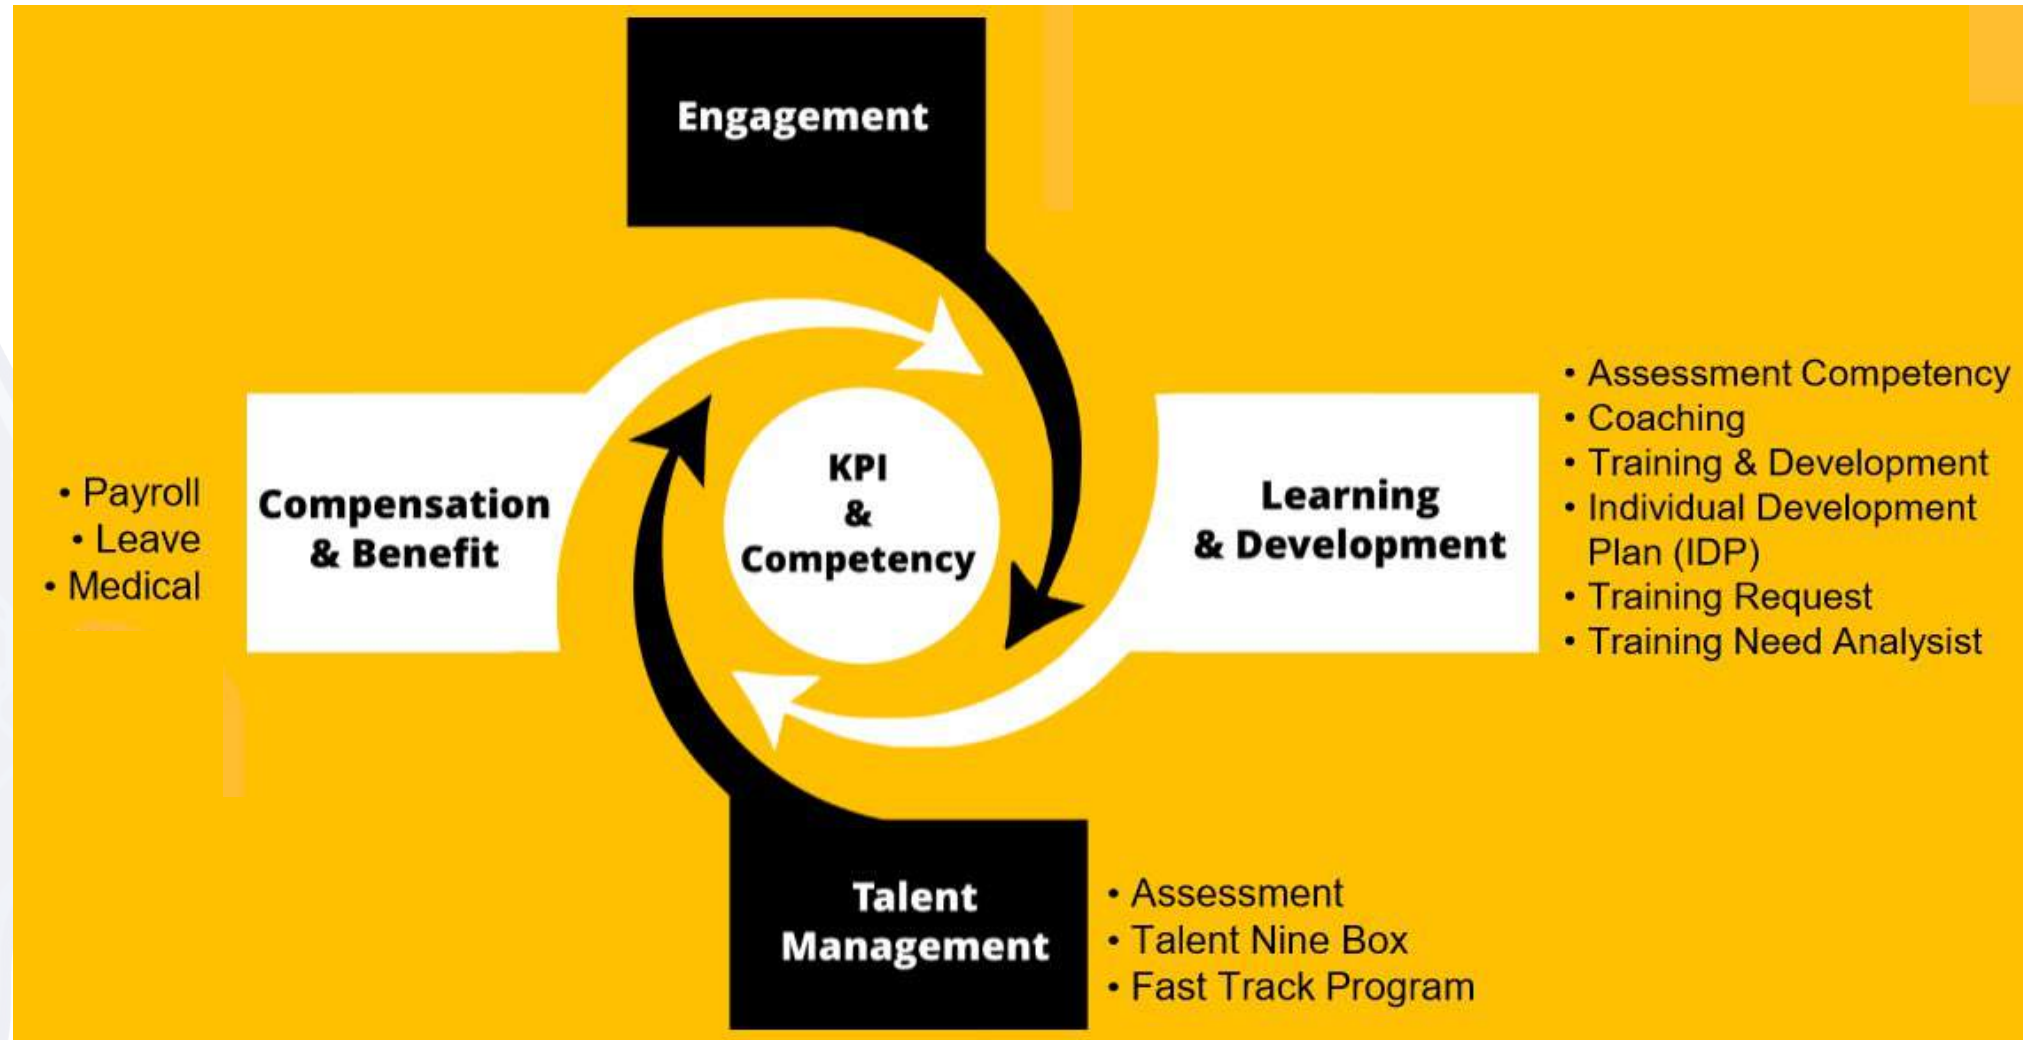 Engagement
• Payroll
• Leave
• Medical
Compensation
& Benefit
KPI
&
Competency
Learning
& Development
• Assessment Competency
• Coaching
• Training & Development
• Individual Development
Plan (IDP)
• Training Request
• Training Need Analysist
Talent
Management
• Assessment
• Talent Nine Box
• Fast Track Program